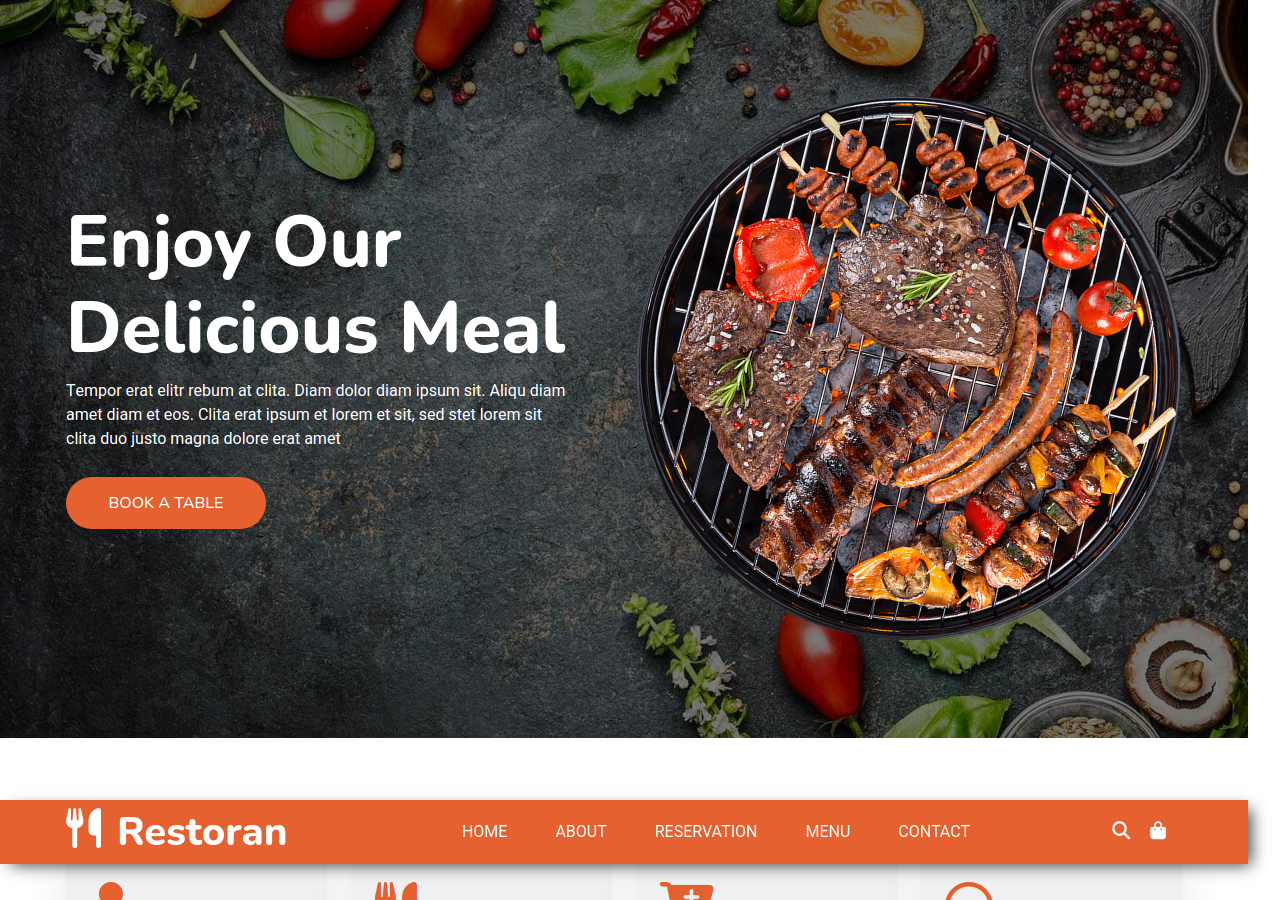 Enjoy Our
Delicious Meal
Tempor erat elitr rebum at clita. Diam dolor diam ipsum sit. Aliqu diam
amet diam et eos. Clita erat ipsum et lorem et sit, sed stet lorem sit
clita duo justo magna dolore erat amet
BOOK A TABLE
Restoran HOME ABOUT RESERVATION MENU CONTACT